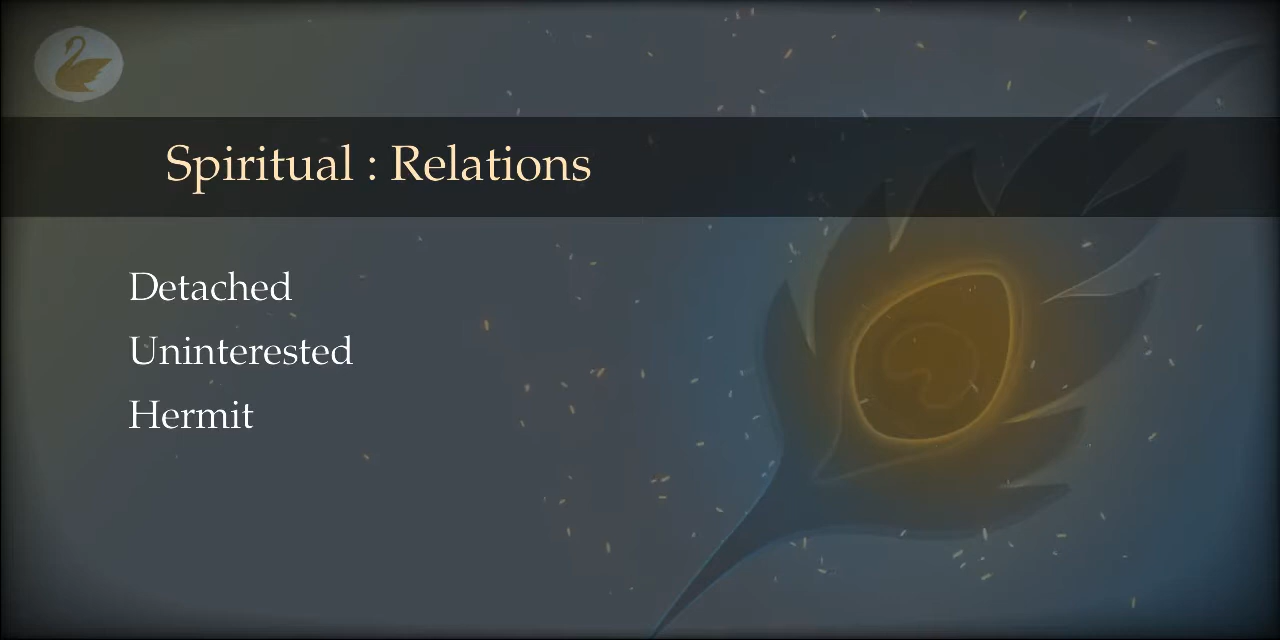 Spiritual : Relations
Detached
Uninterested
Hermit